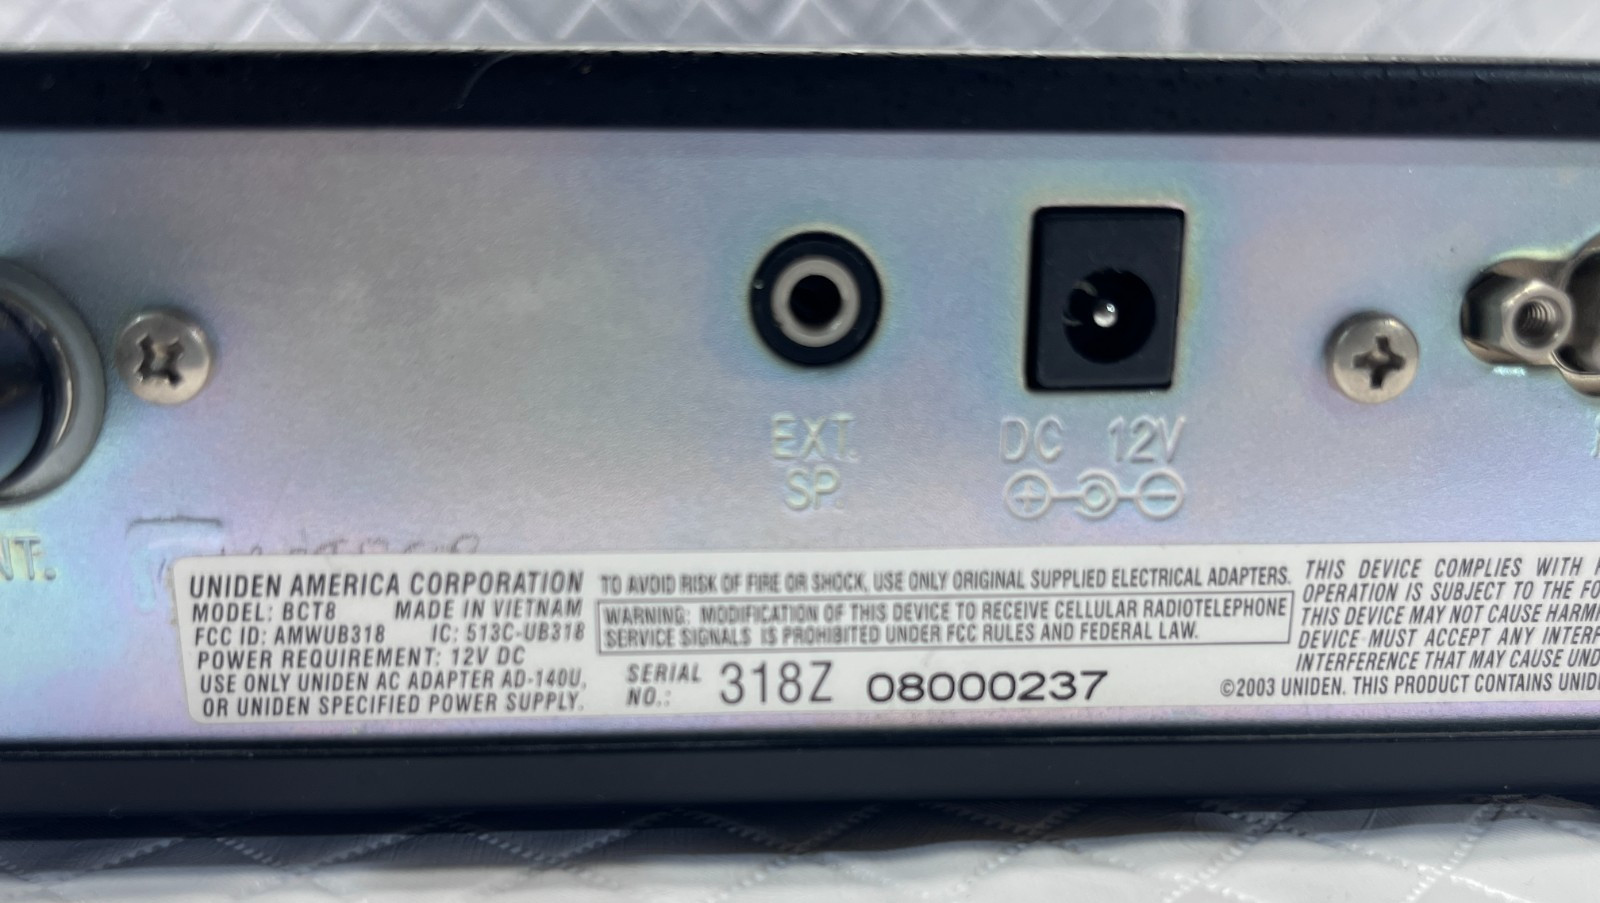 EXT.
SP.
DC 12V
NT.
UNIDEN AMERICA CORPORATION
MODEL: BCT8 MADE IN VIETNAM
FCC ID: AMWUB318 IC: 513C-UB318
POWER REQUIREMENT: 12V DC
USE ONLY UNIDEN AC ADAPTER AD-140U,
OR UNIDEN SPECIFIED POWER SUPPLY.
TO AVOID RISK OF FIRE OR SHOCK, USE ONLY ORIGINAL SUPPLIED ELECTRICAL ADAPTERS.
WARNING: MODIFICATION OF THIS DEVICE TO RECEIVE CELLULAR RADIOTELEPHONE
SERVICE SIGNALS IS PROHIBITED UNDER FCC RULES AND FEDERAL LAW.
SERIAL
NO.: 318Z 08000237
THIS DEVICE COMPLIES WITH
OPERATION IS SUBJECT TO THE
THIS DEVICE MAY NOT CAUSE
DEVICE MUST ACCEPT ANY
INTERFERENCE THAT MAY CAUSE
©2003 UNIDEN. THIS PRODUCT CONTAINS